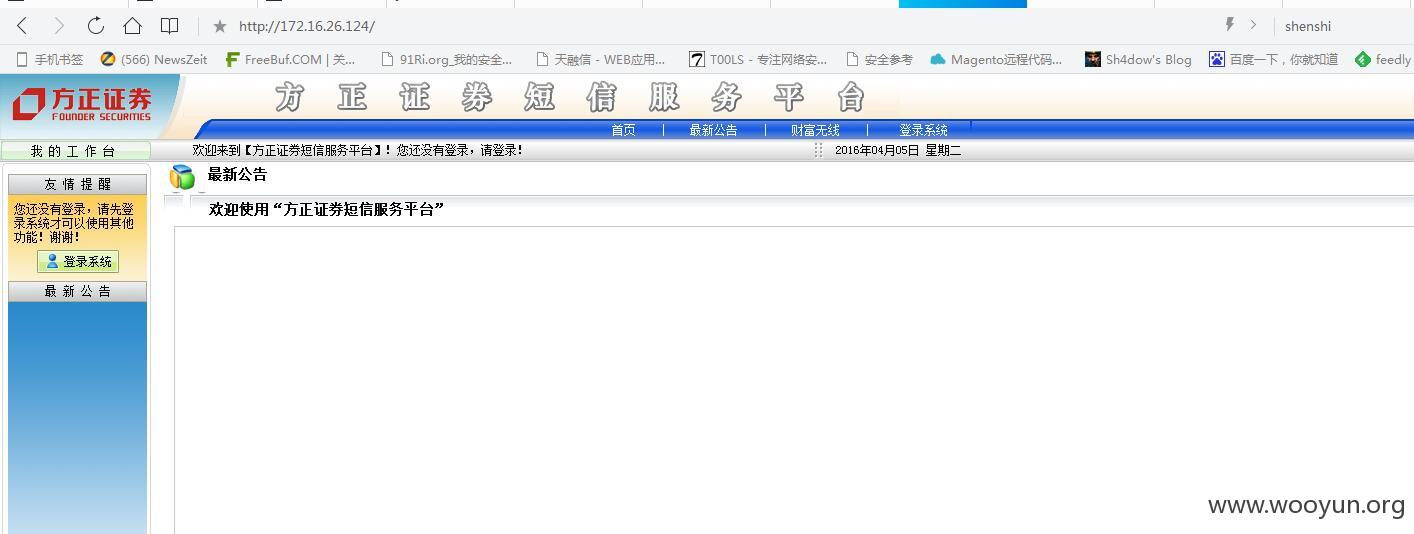 http://172.16.26.124/
shenshi
手机书签 (566) NewsZeit FreeBuf.COM | 关... 91Ri.org_我的安全... 天融信 - WEB应用... T00LS - 专注网络安... 安全参考 Magento远程代码... Sh4dow's Blog 百度一下，你就知道 feedly
方正证券
FOUNDER SECURITIES
方正证券短信服务平台
首页 | 最新公告 | 财富无线 | 登录系统
我的工作台
欢迎来到【方正证券短信服务平台】！您还没有登录，请登录！
2016年04月05日 星期二
友情提醒
您还没有登录，请先登
录系统才可以使用其他
功能！谢谢！
登录系统
最新公告
最新公告
欢迎使用“方正证券短信服务平台”
www.wooyun.org